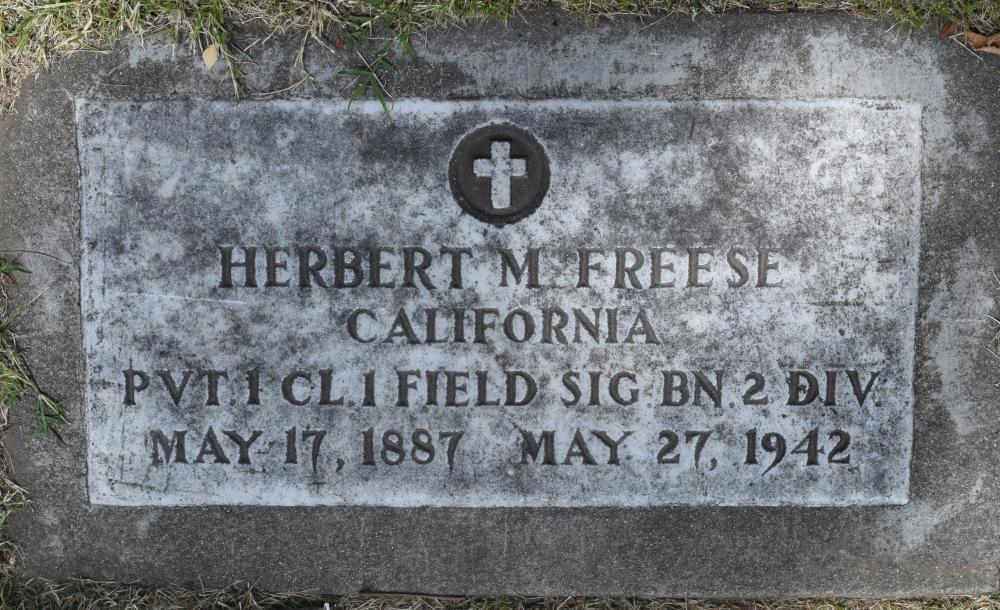 HERBERT M FREESE
CALIFORNIA
PVT. 1 CL. 1 FIELD SIG. BN. 2 DIV.
MAY 17, 1887 MAY 27, 1942